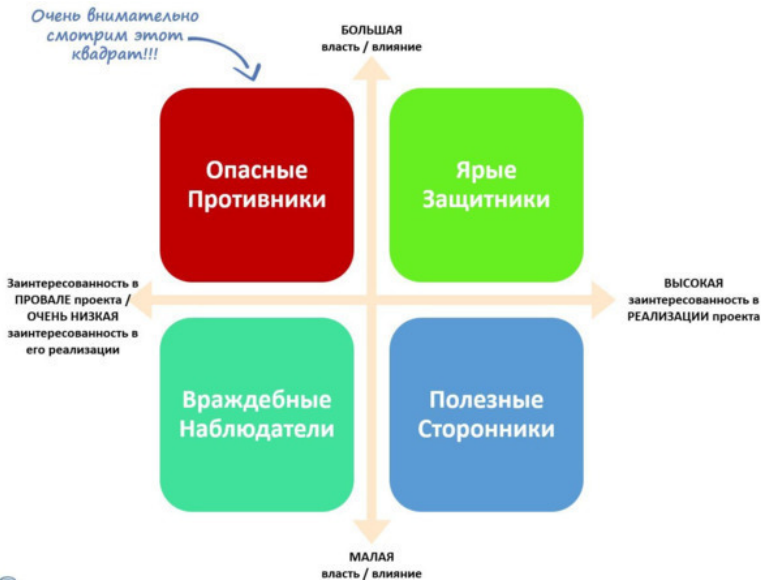 Очень внимательно
смотрим этот
квадрат!!!
БОЛЬШАЯ
власть / влияние
Опасные
Противники
Ярые
Защитники
Заинтересованность в
ПРОВАЛЕ проекта /
ОЧЕНЬ НИЗКАЯ
заинтересованность в
его реализации
ВЫСОКАЯ
заинтересованность в
РЕАЛИЗАЦИИ проекта
Враждебные
Наблюдатели
Полезные
Сторонники
МАЛАЯ
власть / влияние